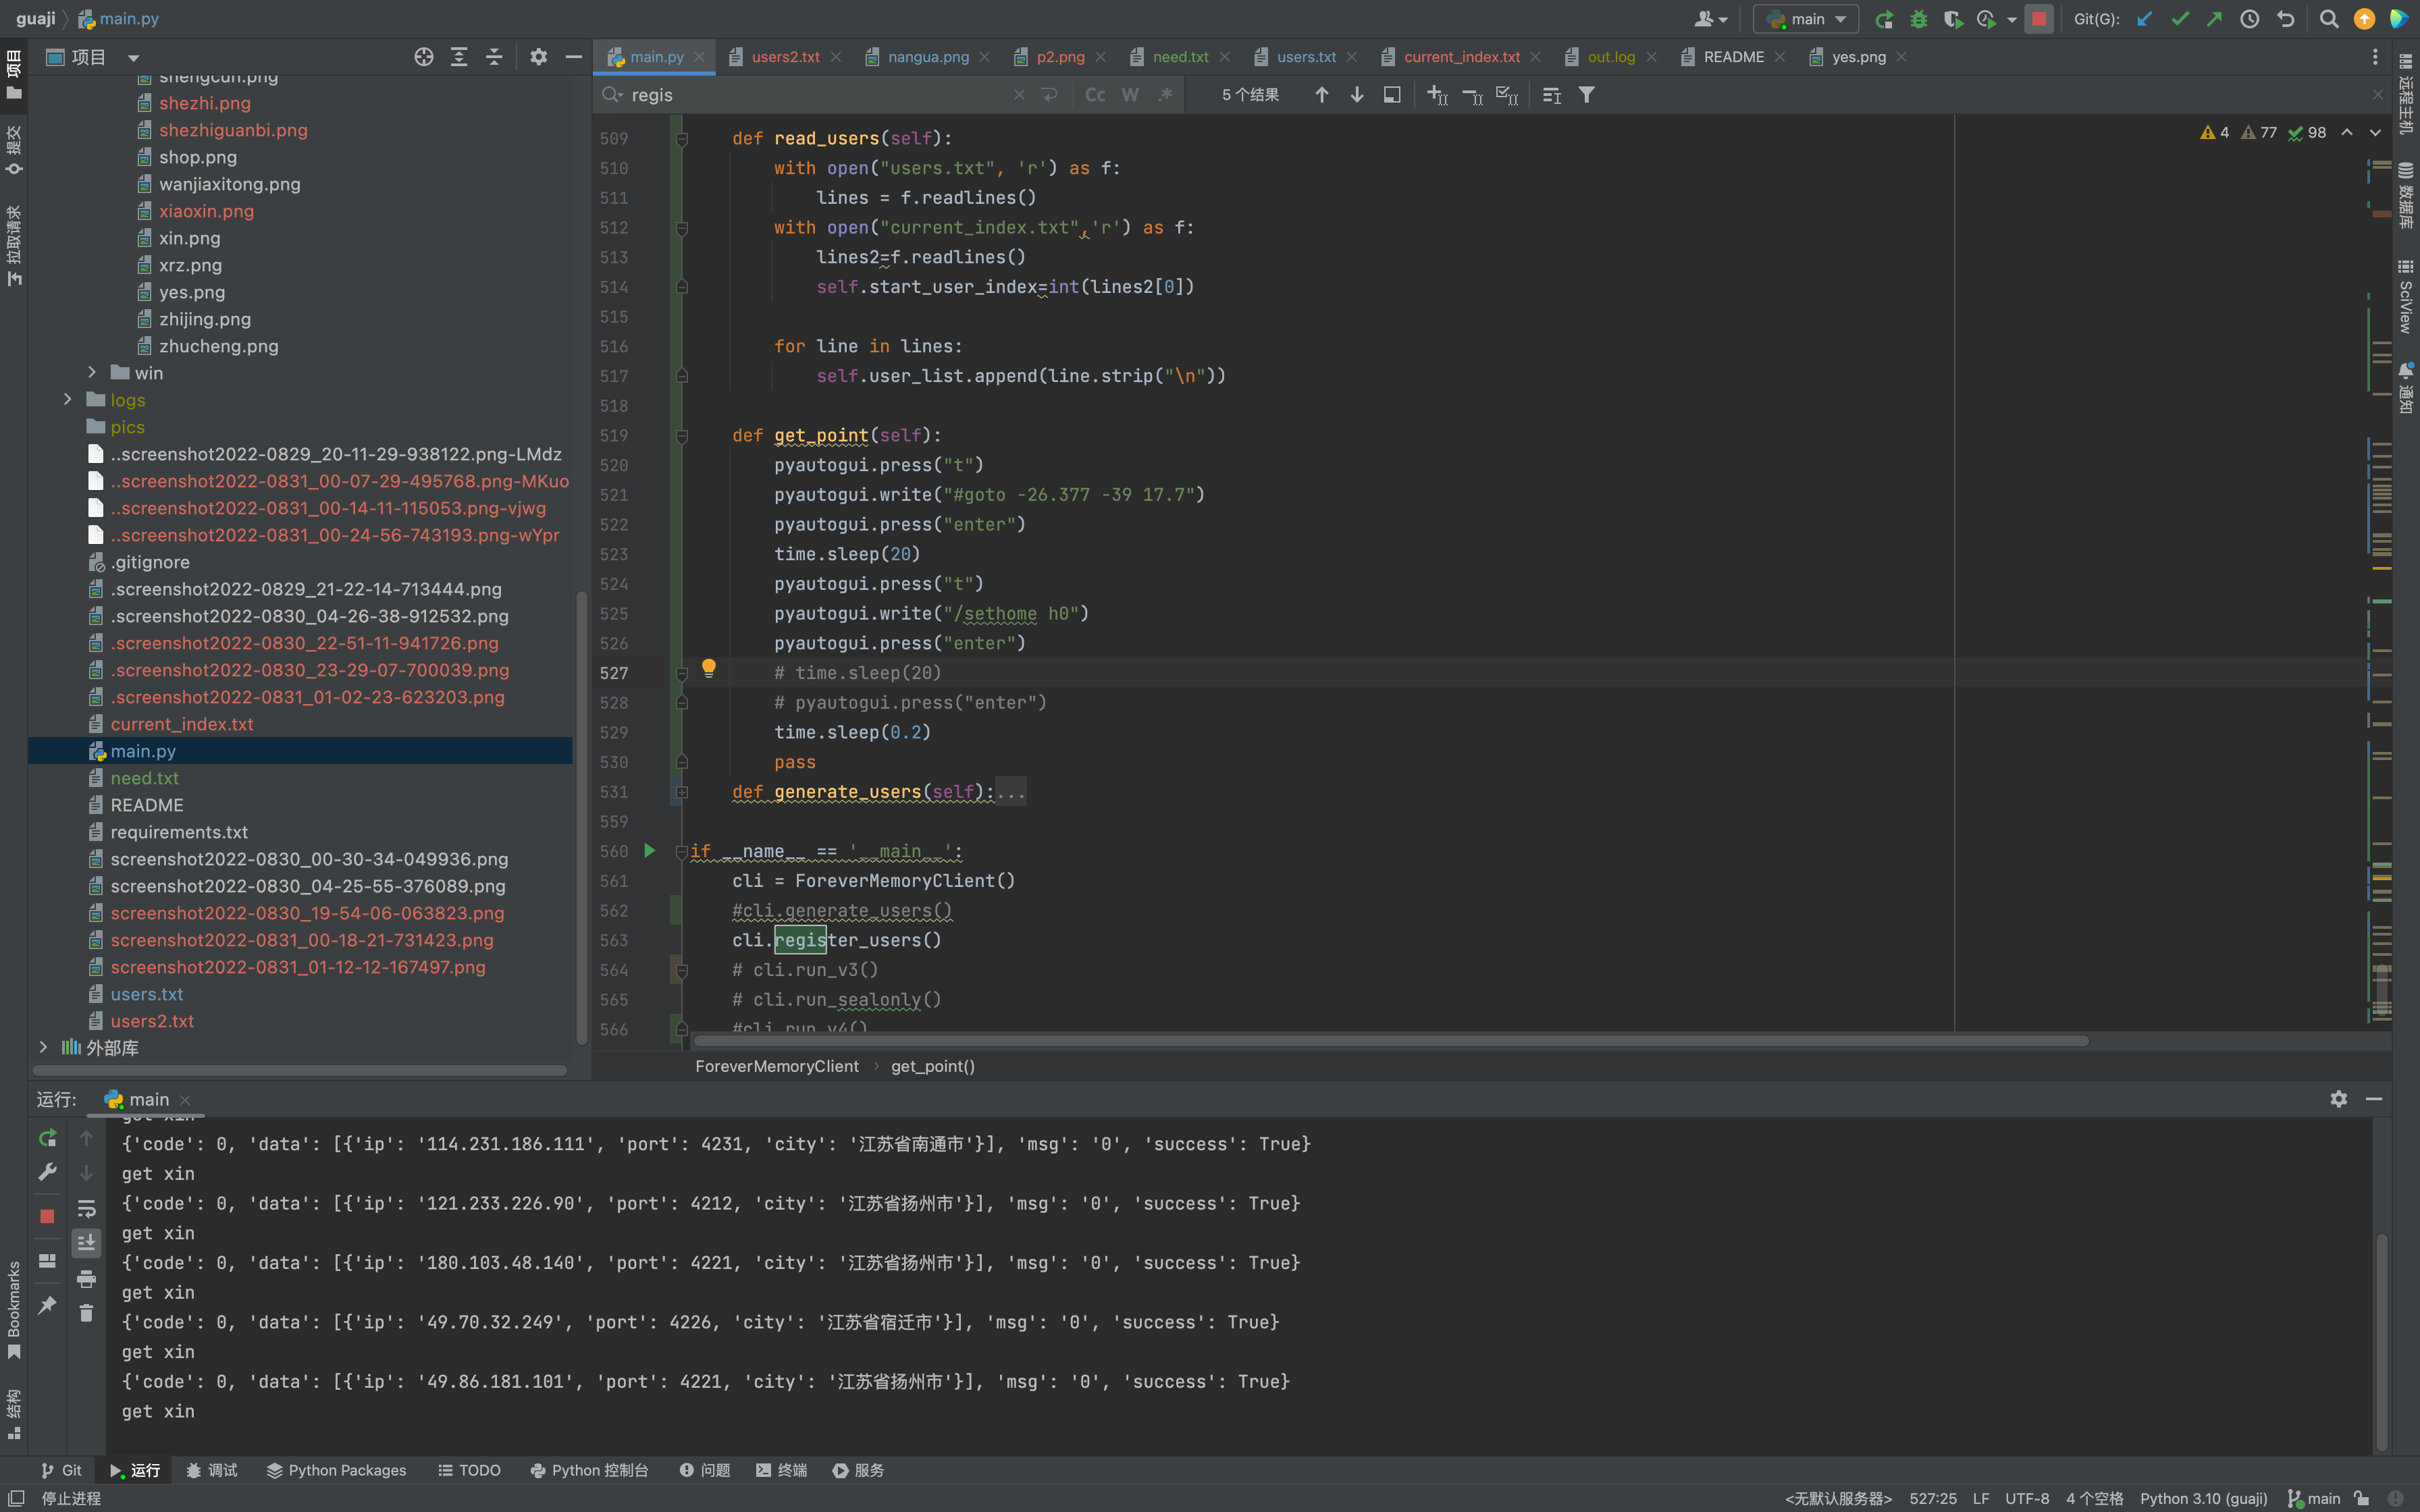 guaji
main.py
main
Git(G):
项目
main.py
users2.txt
nangua.png
p2.png
need.txt
users.txt
current_index.txt
out.log
README
yes.png
regis
Cc
W
.*
5 个结果
4
77
98
项目
提交
拉取请求
Bookmarks
结构
远程主机
数据库
SciView
通知
shengcun.png
shezhi.png
shezhiguanbi.png
shop.png
wanjiaxitong.png
xiaoxin.png
xin.png
xrz.png
yes.png
zhijing.png
zhucheng.png
win
logs
pics
..screenshot2022-0829_20-11-29-938122.png-LMdz
..screenshot2022-0831_00-07-29-495768.png-MKuo
..screenshot2022-0831_00-14-11-115053.png-vjwg
..screenshot2022-0831_00-24-56-743193.png-wYpr
.gitignore
.screenshot2022-0829_21-22-14-713444.png
.screenshot2022-0830_04-26-38-912532.png
.screenshot2022-0830_22-51-11-941726.png
.screenshot2022-0830_23-29-07-700039.png
.screenshot2022-0831_01-02-23-623203.png
current_index.txt
main.py
need.txt
README
requirements.txt
screenshot2022-0830_00-30-34-049936.png
screenshot2022-0830_04-25-55-376089.png
screenshot2022-0830_19-54-06-063823.png
screenshot2022-0831_00-18-21-731423.png
screenshot2022-0831_01-12-12-167497.png
users.txt
users2.txt
外部库
509 def read_users(self):
510 with open("users.txt", 'r') as f:
511 lines = f.readlines()
512 with open("current_index.txt",'r') as f:
513 lines2=f.readlines()
514 self.start_user_index=int(lines2[0])
515
516 for line in lines:
517 self.user_list.append(line.strip("\n"))
518
519 def get_point(self):
520 pyautogui.press("t")
521 pyautogui.write("#goto -26.377 -39 17.7")
522 pyautogui.press("enter")
523 time.sleep(20)
524 pyautogui.press("t")
525 pyautogui.write("/sethome h0")
526 pyautogui.press("enter")
527 # time.sleep(20)
528 # pyautogui.press("enter")
529 time.sleep(0.2)
530 pass
531 def generate_users(self):...
559
560 if __name__ == '__main__':
561 cli = ForeverMemoryClient()
562 #cli.generate_users()
563 cli.register_users()
564 # cli.run_v3()
565 # cli.run_sealonly()
566 #cli.run_v4()
ForeverMemoryClient › get_point()
运行:
main
get xin
{'code': 0, 'data': [{'ip': '114.231.186.111', 'port': 4231, 'city': '江苏省南通市'}], 'msg': '0', 'success': True}
get xin
{'code': 0, 'data': [{'ip': '121.233.226.90', 'port': 4212, 'city': '江苏省扬州市'}], 'msg': '0', 'success': True}
get xin
{'code': 0, 'data': [{'ip': '180.103.48.140', 'port': 4221, 'city': '江苏省扬州市'}], 'msg': '0', 'success': True}
get xin
{'code': 0, 'data': [{'ip': '49.70.32.249', 'port': 4226, 'city': '江苏省宿迁市'}], 'msg': '0', 'success': True}
get xin
{'code': 0, 'data': [{'ip': '49.86.181.101', 'port': 4221, 'city': '江苏省扬州市'}], 'msg': '0', 'success': True}
get xin
Git
运行
调试
Python Packages
TODO
Python 控制台
问题
终端
服务
停止进程
<无默认服务器>
527:25
LF
UTF-8
4 个空格
Python 3.10 (guaji)
main